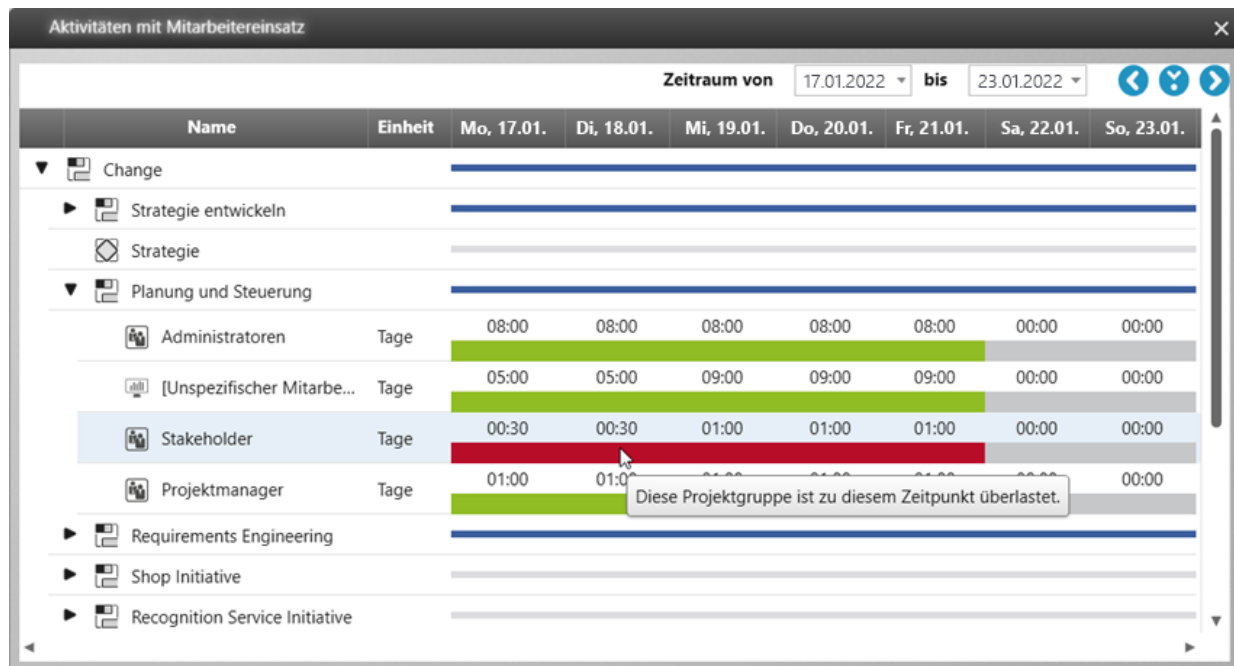 Aktivitäten mit Mitarbeitereinsatz
Zeitraum von 17.01.2022 bis 23.01.2022
Name Einheit Mo, 17.01. Di, 18.01. Mi, 19.01. Do, 20.01. Fr, 21.01. Sa, 22.01. So, 23.01.
Change
Strategie entwickeln
Strategie
Planung und Steuerung
Administratoren Tage 08:00 08:00 08:00 08:00 08:00 00:00 00:00
[Unspezifischer Mitarbe... Tage 05:00 05:00 09:00 09:00 09:00 00:00 00:00
Stakeholder Tage 00:30 00:30 01:00 01:00 01:00 00:00 00:00
Projektmanager Tage 01:00 00:00
Diese Projektgruppe ist zu diesem Zeitpunkt überlastet.
Requirements Engineering
Shop Initiative
Recognition Service Initiative